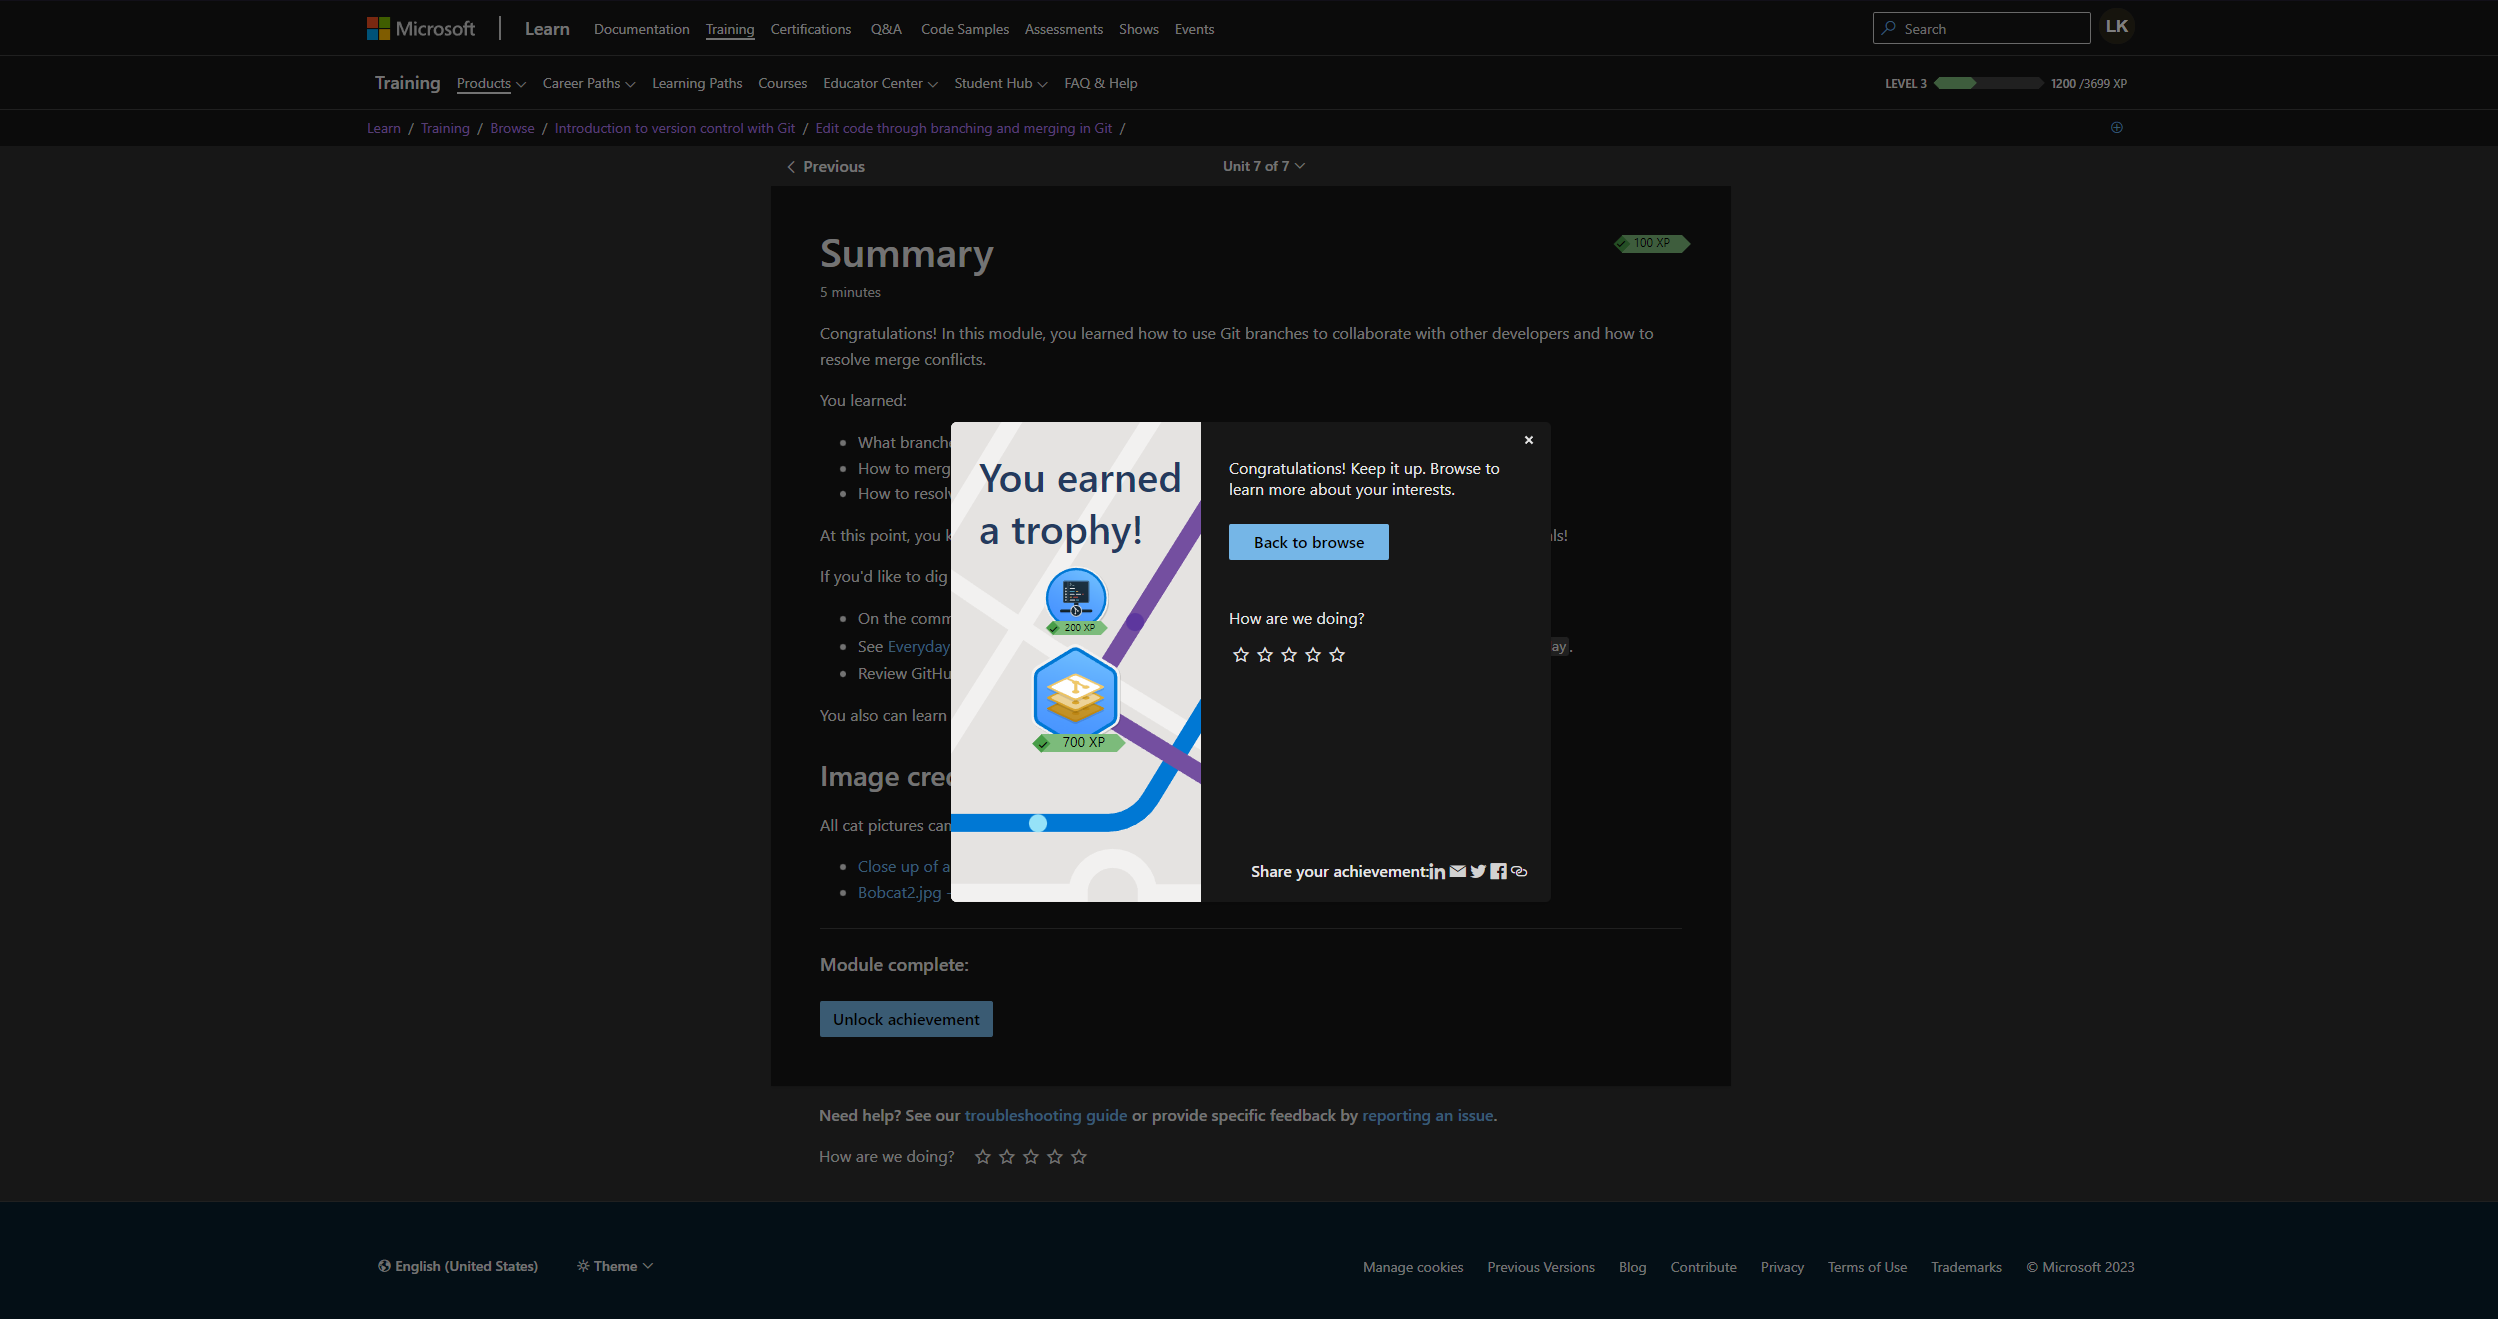 Microsoft
Learn
Documentation
Training
Certifications
Q&A
Code Samples
Assessments
Shows
Events
Search
LK
Training
Products
Career Paths
Learning Paths
Courses
Educator Center
Student Hub
FAQ & Help
LEVEL 3
1200 /3699 XP
Learn / Training / Browse / Introduction to version control with Git / Edit code through branching and merging in Git /
Previous
Unit 7 of 7
Summary
100 XP
5 minutes
Congratulations! In this module, you learned how to use Git branches to collaborate with other developers and how to
resolve merge conflicts.
You learned:
What
How to
How to
At this point, you
If you'd like to dig
On the
See Everyday
Review
You also can learn
Image
All cat pictures
Close up of a
Bobcat2.jpg -
You earned
a trophy!
200 XP
700 XP
Congratulations! Keep it up. Browse to
learn more about your interests.
Back to browse
How are we doing?
Share your achievement:
Module complete:
Unlock achievement
Need help? See our troubleshooting guide or provide specific feedback by reporting an issue.
How are we doing?
English (United States)
Theme
Manage cookies
Previous Versions
Blog
Contribute
Privacy
Terms of Use
Trademarks
© Microsoft 2023